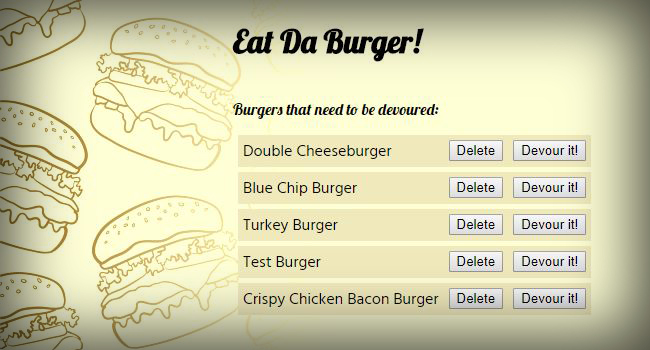 Eat Da Burger!
Burgers that need to be devoured:
Double Cheeseburger Delete Devour it!
Blue Chip Burger Delete Devour it!
Turkey Burger Delete Devour it!
Test Burger Delete Devour it!
Crispy Chicken Bacon Burger Delete Devour it!